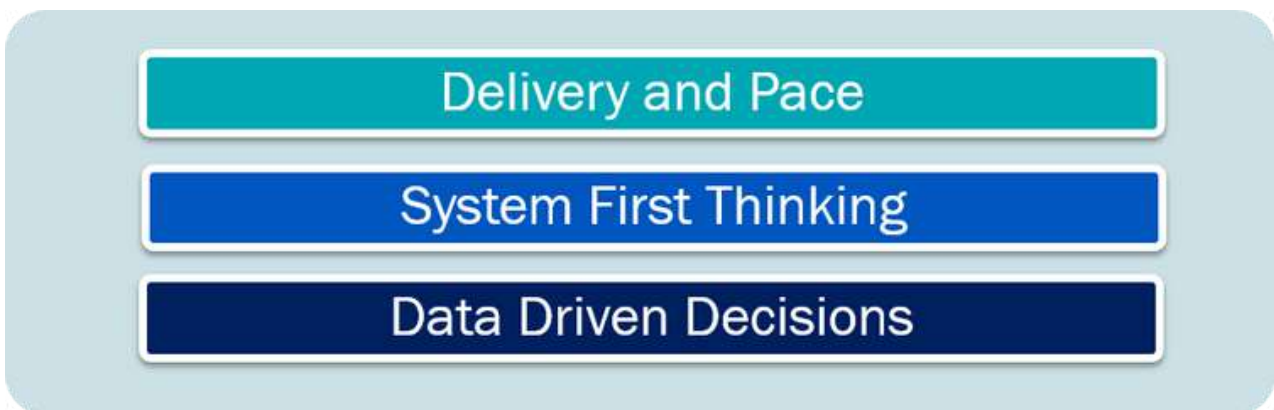 Delivery and Pace
System First Thinking
Data Driven Decisions